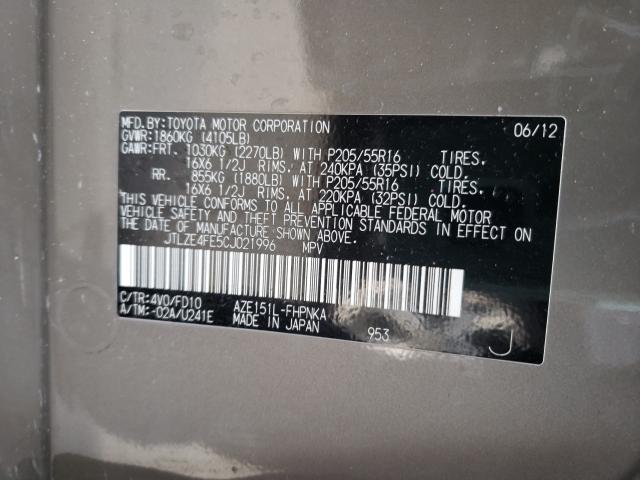 MFD.BY:TOYOTA MOTOR CORPORATION 06/12
GVWR:1860KG (4105LB)
GAWR:FRT. 1030KG (2270LB) WITH P205/55R16 TIRES,
16X6 1/2J RIMS, AT 240KPA (35PSI) COLD.
RR. 855KG (1880LB) WITH P205/55R16 TIRES,
16X6 1/2J RIMS, AT 220KPA (32PSI) COLD.
THIS VEHICLE CONFORMS TO ALL APPLICABLE FEDERAL MOTOR
VEHICLE SAFETY AND THEFT PREVENTION STANDARDS IN EFFECT ON
THE DATE OF MANUFACTURE SHOWN ABOVE.
JTLZE4FE5CJ021996 MPV
C/TR:4V0/FD10 AZE151L-FHPNKA
A/TM:-02A/U241E MADE IN JAPAN 953 J